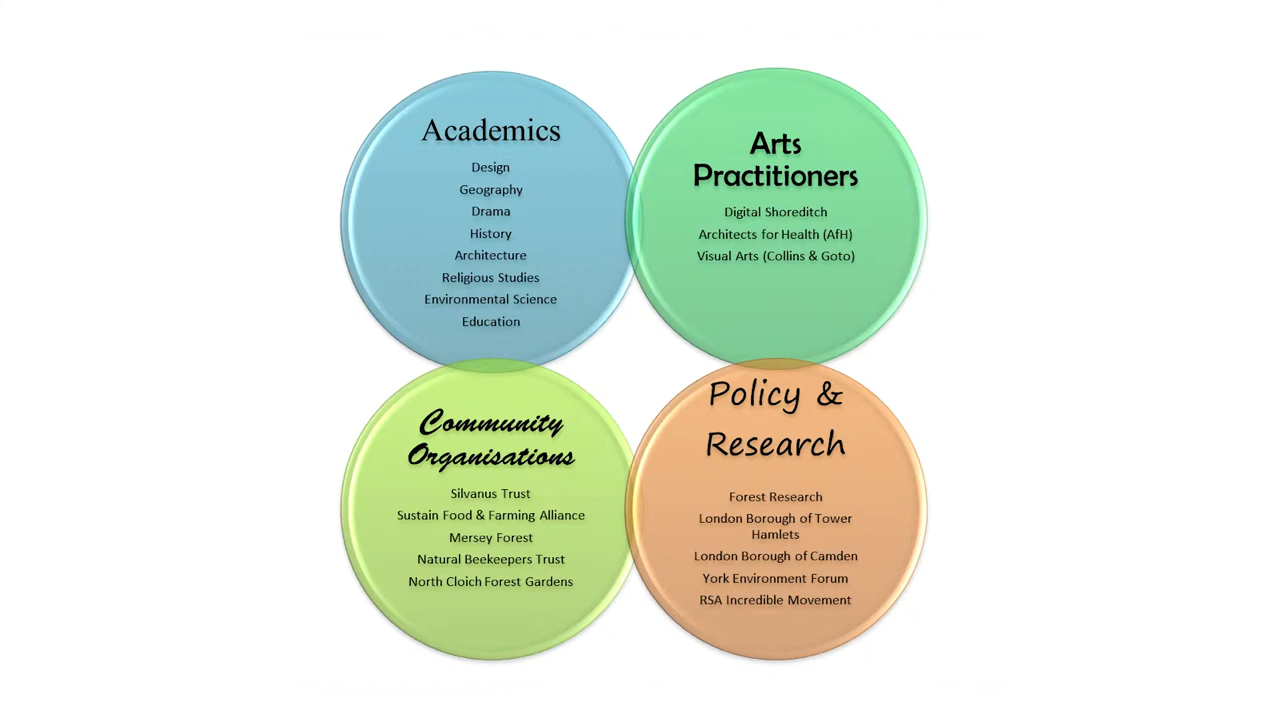 Academics
Design
Geography
Drama
History
Architecture
Religious Studies
Environmental Science
Education
Arts
Practitioners
Digital Shoreditch
Architects for Health (AfH)
Visual Arts (Collins & Goto)
Community
Organisations
Silvanus Trust
Sustain Food & Farming Alliance
Mersey Forest
Natural Beekeepers Trust
North Cloich Forest Gardens
Policy &
Research
Forest Research
London Borough of Tower
Hamlets
London Borough of Camden
York Environment Forum
RSA Incredible Movement